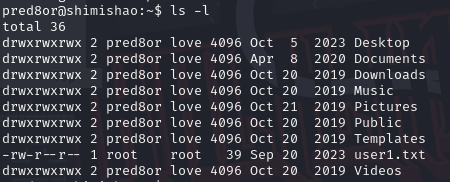 pred8or@shimishao:~$ ls -l
total 36
drwxrwxrwx 2 pred8or love 4096 Oct  5  2023 Desktop
drwxrwxrwx 2 pred8or love 4096 Apr  8  2020 Documents
drwxrwxrwx 2 pred8or love 4096 Oct 20  2019 Downloads
drwxrwxrwx 2 pred8or love 4096 Oct 20  2019 Music
drwxrwxrwx 2 pred8or love 4096 Oct 21  2019 Pictures
drwxrwxrwx 2 pred8or love 4096 Oct 20  2019 Public
drwxrwxrwx 2 pred8or love 4096 Oct 20  2019 Templates
-rw-r--r-- 1 root    root   39 Sep 20  2023 user1.txt
drwxrwxrwx 2 pred8or love 4096 Oct 20  2019 Videos